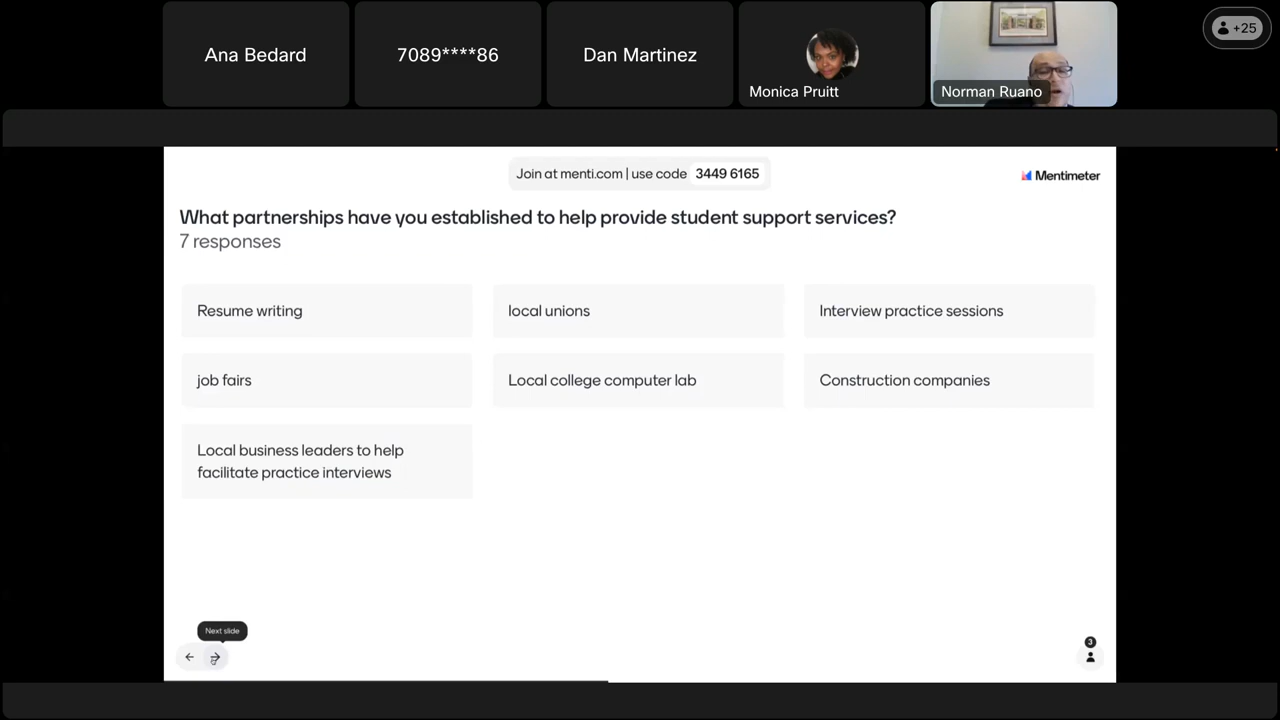 Ana Bedard
7089****86
Dan Martinez
Monica Pruitt
Norman Ruano
+25
Join at menti.com | use code 3449 6165
Mentimeter
What partnerships have you established to help provide student support services?
7 responses
Resume writing
local unions
Interview practice sessions
job fairs
Local college computer lab
Construction companies
Local business leaders to help
facilitate practice interviews
Next slide
3